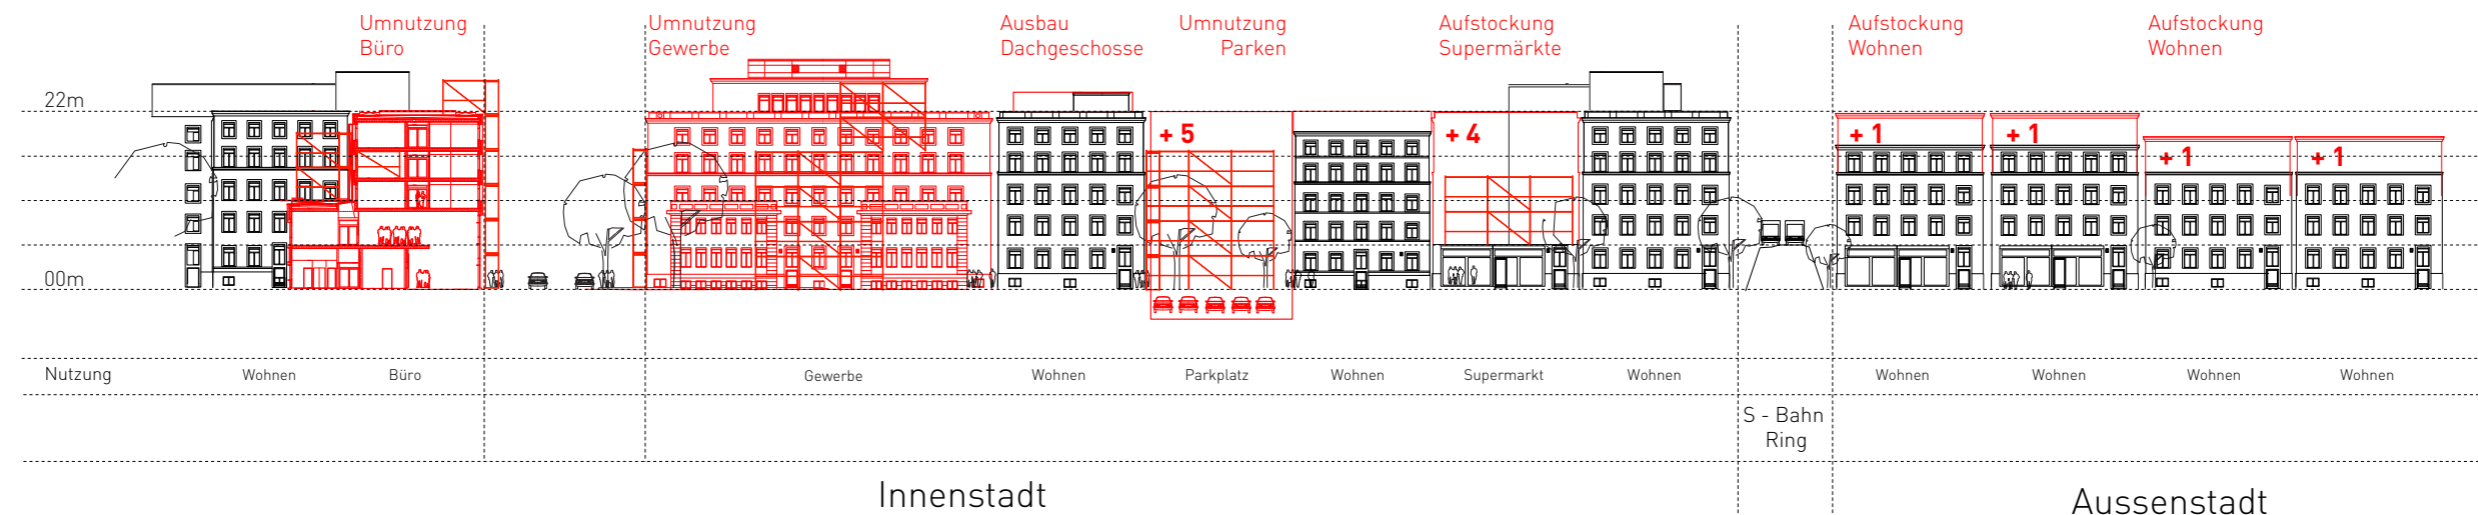 Umnutzung
Büro
Umnutzung
Gewerbe
Ausbau
Dachgeschosse
Umnutzung
Parken
Aufstockung
Supermärkte
Aufstockung
Wohnen
Aufstockung
Wohnen
22m
+ 5
+ 4
+ 1
+ 1
+ 1
+ 1
00m
Nutzung
Wohnen
Büro
Gewerbe
Wohnen
Parkplatz
Wohnen
Supermarkt
Wohnen
Wohnen
Wohnen
Wohnen
Wohnen
S - Bahn
Ring
Innenstadt
Aussenstadt